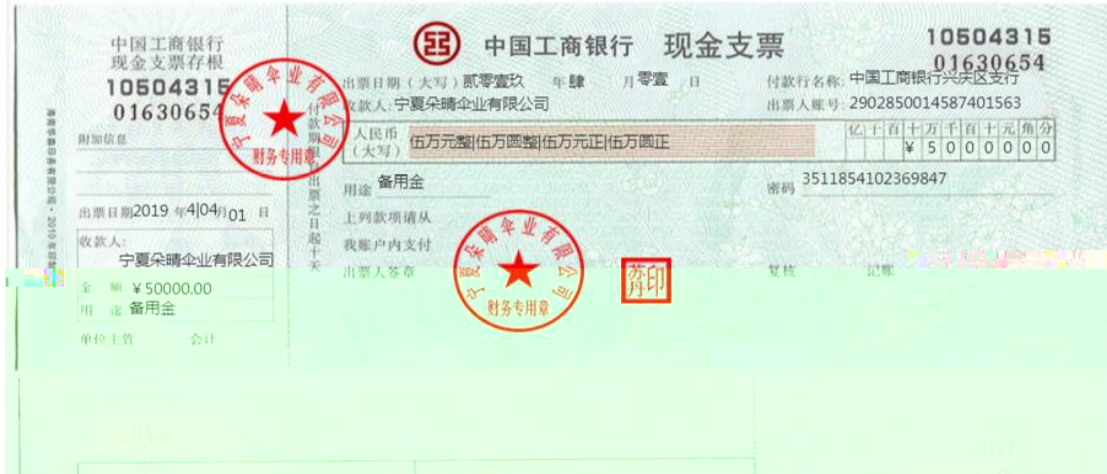 中国工商银行
现金支票存根
10504315
01630654
附加信息
出票日期2019 年4|04月01 日
收款人:
宁夏朵晴伞业有限公司
金 额 ¥50000.00
用 途 备用金
单位主管 会计
宁夏朵晴伞业有限公司
财务专用章
付款期限自出票之日起十天
中国工商银行 现金支票
10504315
01630654
出票日期(大写)贰零壹玖 年肆 月零壹 日
付款行名称:中国工商银行兴庆区支行
收款人:宁夏朵晴伞业有限公司
出票人账号:2902850014587401563
人民币
(大写)
伍万元整|伍万圆整|伍万元正|伍万圆正
亿千百十万千百十元角分
¥5000000
用途 备用金
密码 3511854102369847
上列款项请从
我账户内支付
出票人签章
宁夏朵晴伞业有限公司
财务专用章
苏丹印
复核 记账